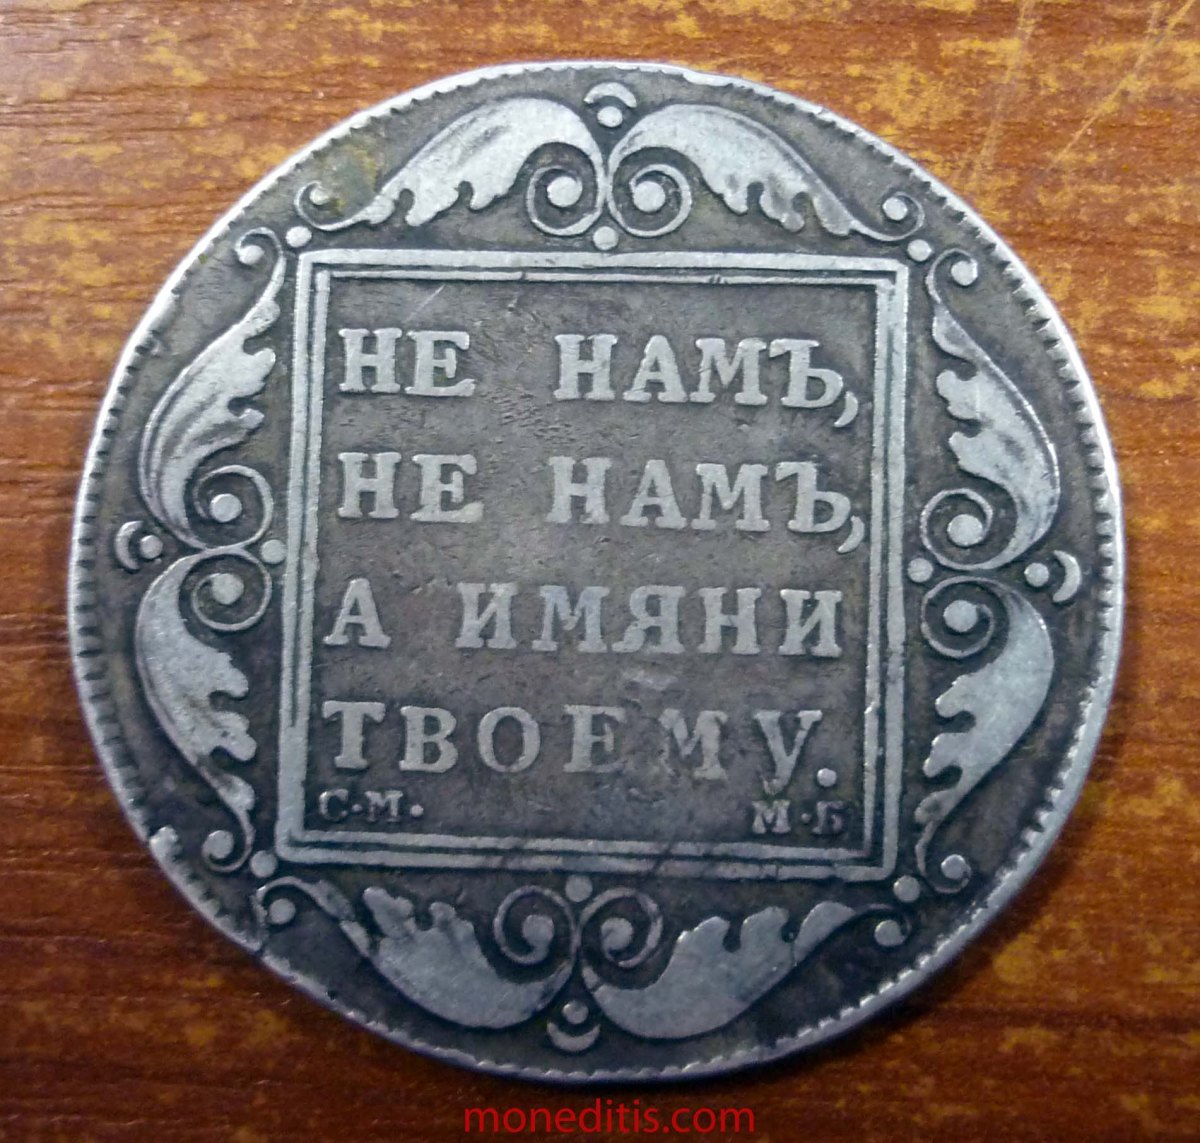 НЕ НАМЪ,
НЕ НАМЪ,
А ИМЯНИ
ТВОЕМУ.
С·М. М·Б
moneditis.com